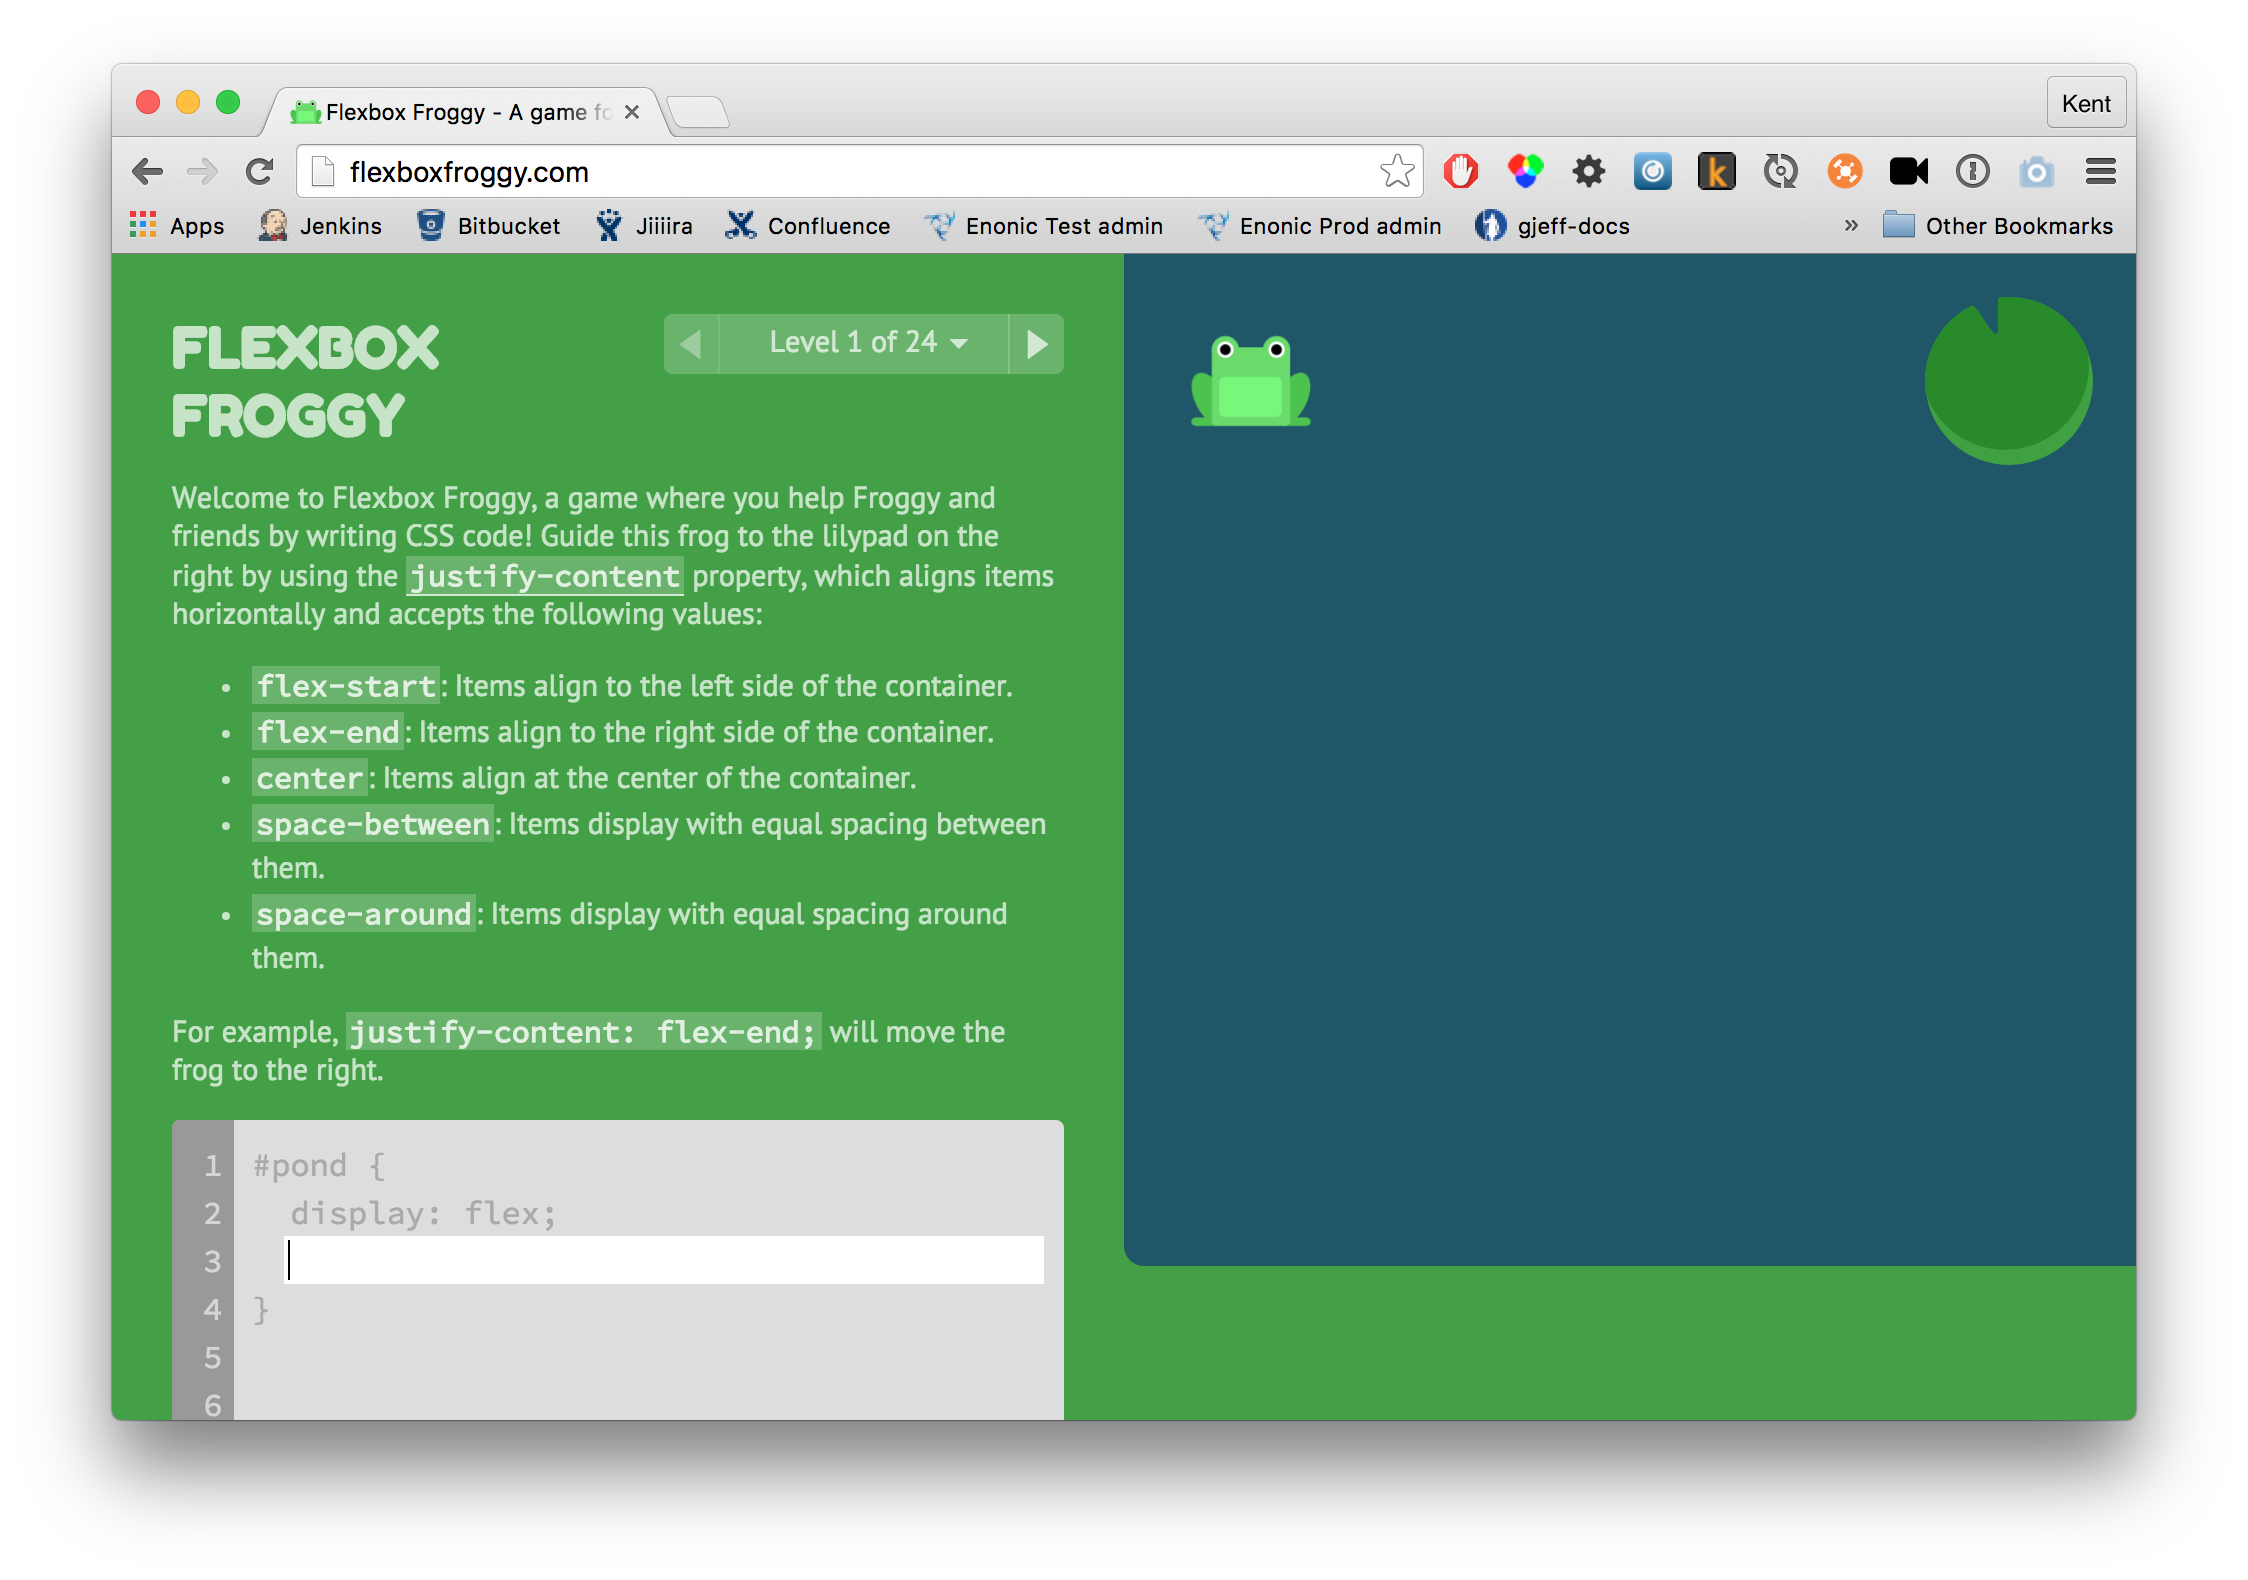 Flexbox Froggy - A game fo
Kent
flexboxfroggy.com
Apps Jenkins Bitbucket Jiiiira Confluence Enonic Test admin Enonic Prod admin gjeff-docs » Other Bookmarks
FLEXBOX
FROGGY
Level 1 of 24
Welcome to Flexbox Froggy, a game where you help Froggy and
friends by writing CSS code! Guide this frog to the lilypad on the
right by using the justify-content property, which aligns items
horizontally and accepts the following values:
• flex-start: Items align to the left side of the container.
• flex-end: Items align to the right side of the container.
• center: Items align at the center of the container.
• space-between: Items display with equal spacing between
them.
• space-around: Items display with equal spacing around
them.
For example, justify-content: flex-end; will move the
frog to the right.
1 #pond {
2 display: flex;
3
4 }
5
6